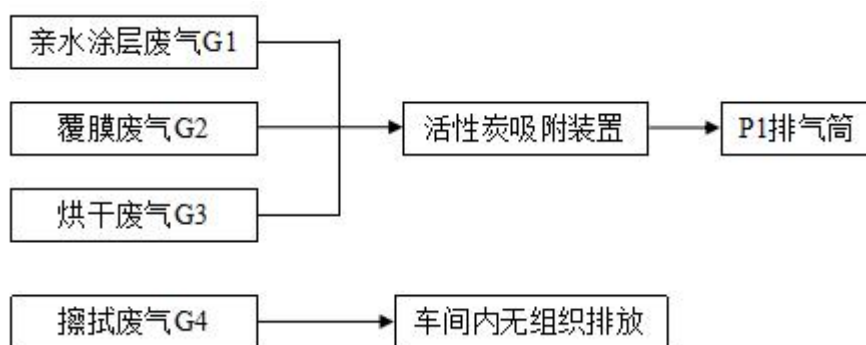 亲水涂层废气G1
覆膜废气G2
活性炭吸附装置
P1排气筒
烘干废气G3
擦拭废气G4
车间内无组织排放